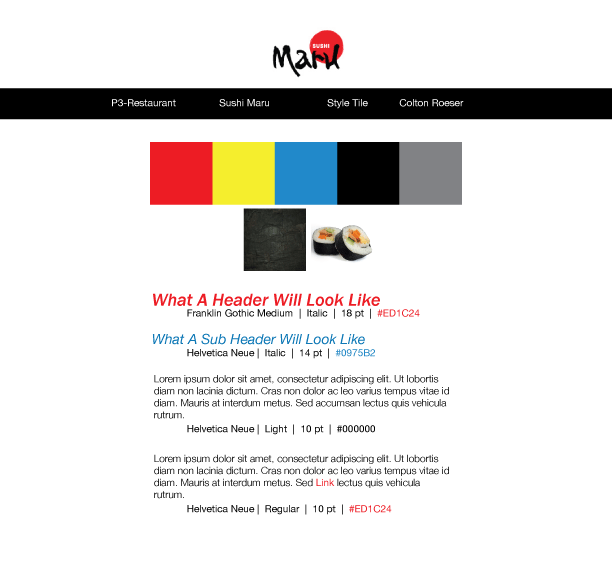 SUSHI
Maru
P3-Restaurant Sushi Maru Style Tile Colton Roeser
What A Header Will Look Like
Franklin Gothic Medium | Italic | 18 pt | #ED1C24
What A Sub Header Will Look Like
Helvetica Neue | Italic | 14 pt | #0975B2
Lorem ipsum dolor sit amet, consectetur adipiscing elit. Ut lobortis
diam non lacinia dictum. Cras non dolor ac leo varius tempus vitae id
diam. Mauris at interdum metus. Sed accumsan lectus quis vehicula
rutrum.
Helvetica Neue | Light | 10 pt | #000000
Lorem ipsum dolor sit amet, consectetur adipiscing elit. Ut lobortis
diam non lacinia dictum. Cras non dolor ac leo varius tempus vitae id
diam. Mauris at interdum metus. Sed Link lectus quis vehicula
rutrum.
Helvetica Neue | Regular | 10 pt | #ED1C24